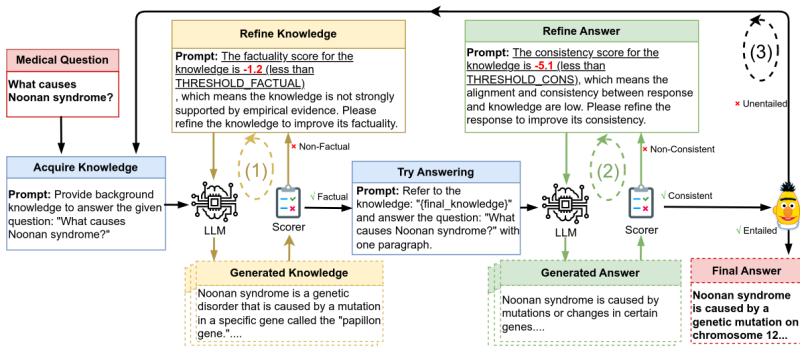 Medical Question
What causes
Noonan syndrome?
Acquire Knowledge
Prompt: Provide background
knowledge to answer the given
question: "What causes
Noonan syndrome?"
Refine Knowledge
Prompt: The factuality score for the
knowledge is -1.2 (less than
THRESHOLD_FACTUAL)
, which means the knowledge is not strongly
supported by empirical evidence. Please
refine the knowledge to improve its factuality.
(1)
× Non-Factual
LLM
Scorer
√ Factual
Generated Knowledge
Noonan syndrome is a genetic
disorder that is caused by a mutation
in a specific gene called the "papillon
gene."....
Try Answering
Prompt: Refer to the
knowledge: "{final_knowledge}"
and answer the question: "What
causes Noonan syndrome?" with
one paragraph.
Refine Answer
Prompt: The consistency score for the
knowledge is -5.1 (less than
THRESHOLD_CONS), which means the
alignment and consistency between response
and knowledge are low. Please refine the
response to improve its consistency.
(2)
× Non-Consistent
LLM
Scorer
√ Consistent
Generated Answer
Noonan syndrome is caused by
mutations or changes in certain
genes....
(3)
× Unentailed
√ Entailed
Final Answer
Noonan syndrome
is caused by a
genetic mutation on
chromosome 12...